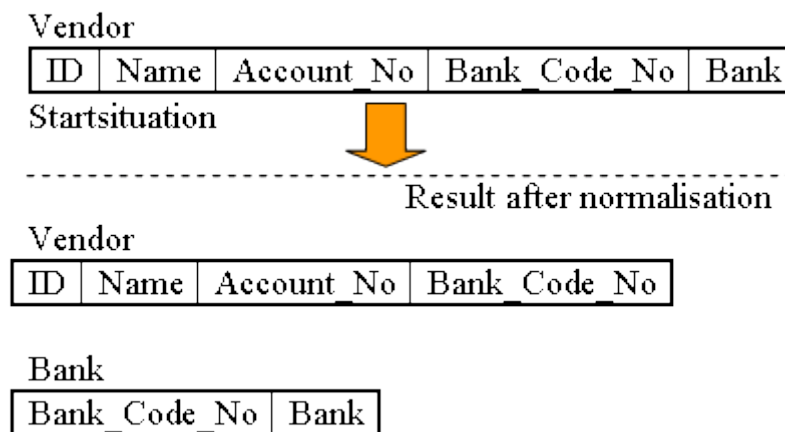 Vendor
ID Name Account_No Bank_Code_No Bank
Startsituation
Result after normalisation
Vendor
ID Name Account_No Bank_Code_No
Bank
Bank_Code_No Bank